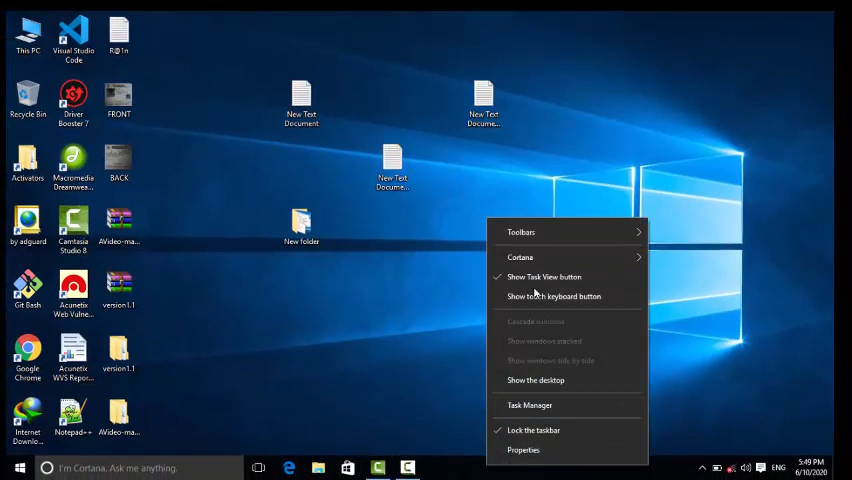 This PC
Visual Studio
Code
R@1n
Recycle Bin
Driver
Booster 7
FRONT
New Text
Document
New Text
Docume...
Activators
Macromedia
Dreamwea...
BACK
New Text
Docume...
by adguard
Camtasia
Studio 8
AVideo-ma...
New folder
Git Bash
Acunetix
Web Vulne...
version1.1
Google
Chrome
Acunetix
WVS Repor...
version1.1
Internet
Downlo...
Notepad++
AVideo-ma...
Toolbars
Cortana
Show Task View button
Show touch keyboard button
Cascade windows
Show windows stacked
Show windows side by side
Show the desktop
Task Manager
Lock the taskbar
Properties
I'm Cortana. Ask me anything.
ENG
5:49 PM
6/10/2020